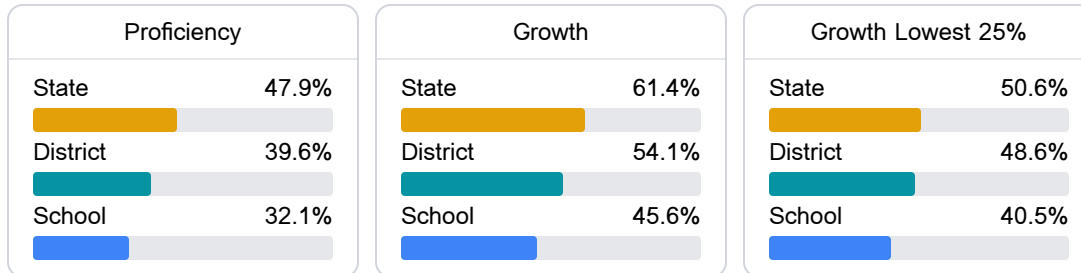 Proficiency
State 47.9%
District 39.6%
School 32.1%
Growth
State 61.4%
District 54.1%
School 45.6%
Growth Lowest 25%
State 50.6%
District 48.6%
School 40.5%